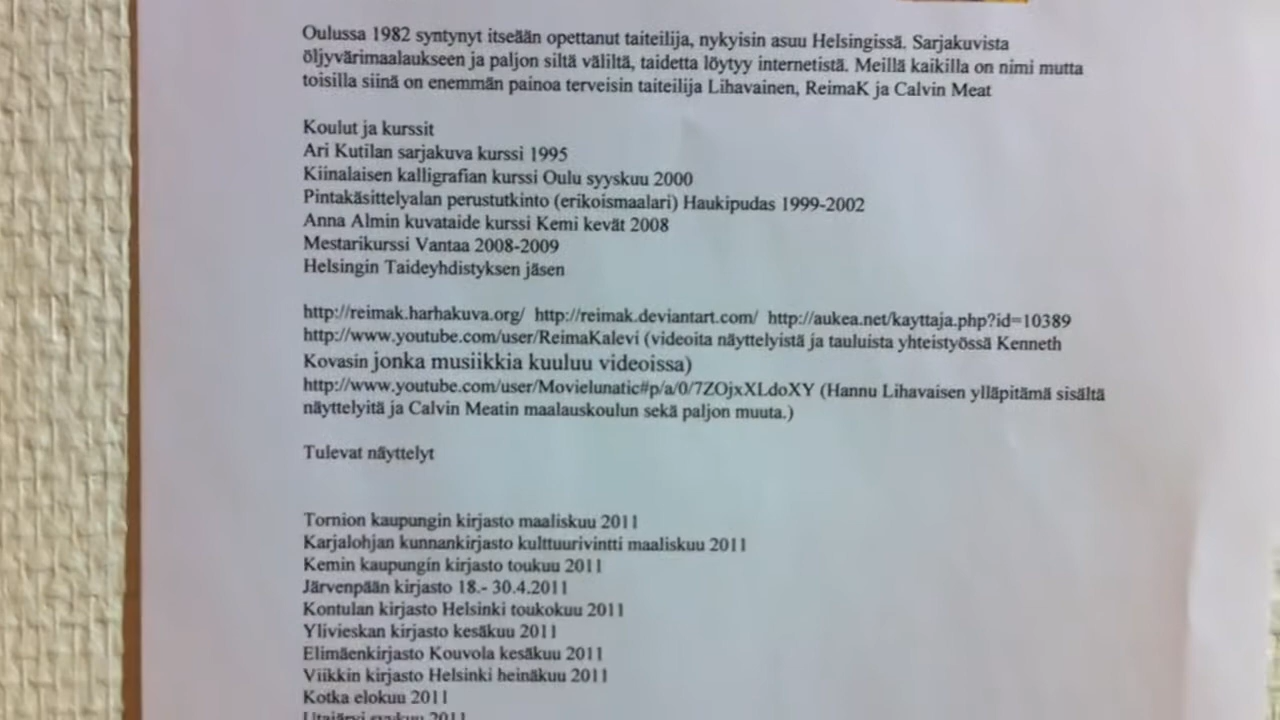 Oulussa 1982 syntynyt itseään opettanut taiteilija, nykyisin asuu Helsingissä. Sarjakuvista
öljyvärimaalaukseen ja paljon siltä väliltä, taidetta löytyy internetistä. Meillä kaikilla on nimi mutta
toisilla siinä on enemmän painoa terveisin taiteilija Lihavainen, ReimaK ja Calvin Meat
Koulut ja kurssit
Ari Kutilan sarjakuva kurssi 1995
Kiinalaisen kalligrafian kurssi Oulu syyskuu 2000
Pintakäsittelyalan perustutkinto (erikoismaalari) Haukipudas 1999-2002
Anna Almin kuvataide kurssi Kemi kevät 2008
Mestarikurssi Vantaa 2008-2009
Helsingin Taideyhdistyksen jäsen
http://reimak.harhakuva.org/ http://reimak.deviantart.com/ http://aukea.net/kayttaja.php?id=10389
http://www.youtube.com/user/ReimaKalevi (videoita näyttelyistä ja tauluista yhteistyössä Kenneth
Kovasin jonka musiikkia kuuluu videoissa)
http://www.youtube.com/user/Movielunatic#p/a/0/7ZOjxXLdoXY (Hannu Lihavaisen ylläpitämä sisältä
näyttelyitä ja Calvin Meatin maalauskoulun sekä paljon muuta.)
Tulevat näyttelyt
Tornion kaupungin kirjasto maaliskuu 2011
Karjalohjan kunnankirjasto kulttuurivintti maaliskuu 2011
Kemin kaupungin kirjasto toukuu 2011
Järvenpään kirjasto 18.- 30.4.2011
Kontulan kirjasto Helsinki toukokuu 2011
Ylivieskan kirjasto kesäkuu 2011
Elimäenkirjasto Kouvola kesäkuu 2011
Viikkin kirjasto Helsinki heinäkuu 2011
Kotka elokuu 2011
Utajärvi syykuu 2011